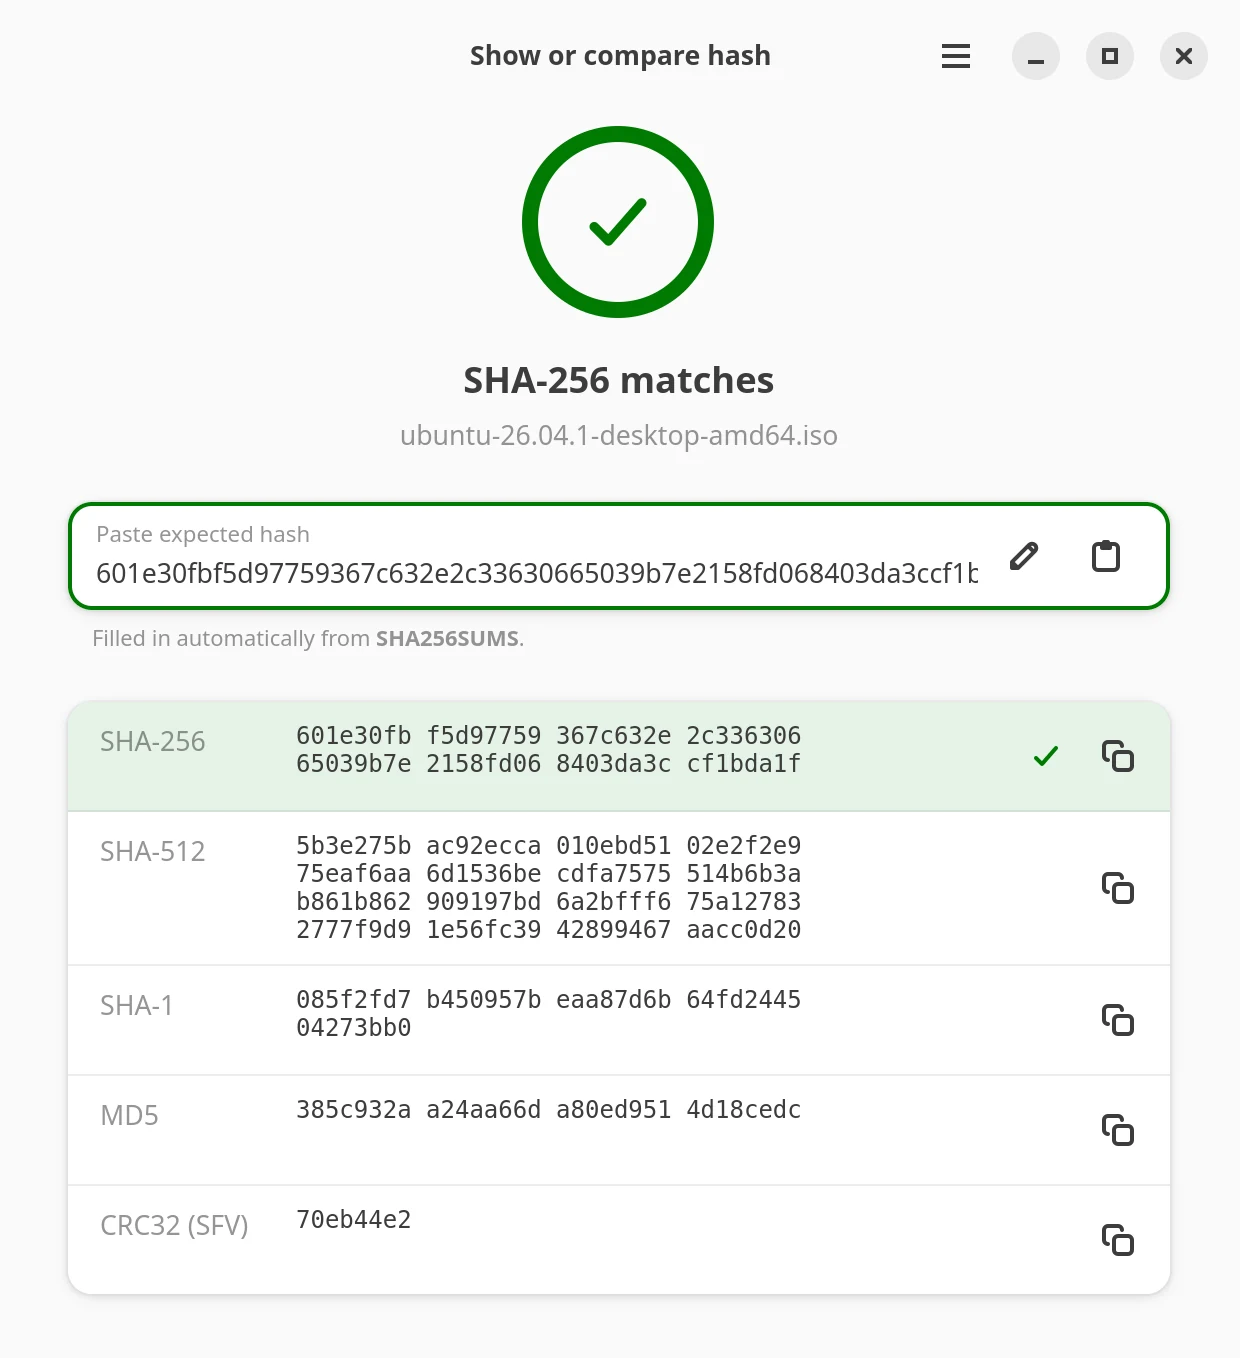 Show or compare hash
SHA-256 matches
ubuntu-26.04.1-desktop-amd64.iso
Paste expected hash
601e30fbf5d97759367c632e2c33630665039b7e2158fd068403da3ccf1b
Filled in automatically from SHA256SUMS.
SHA-256
601e30fb f5d97759 367c632e 2c336306
65039b7e 2158fd06 8403da3c cf1bda1f
SHA-512
5b3e275b ac92ecca 010ebd51 02e2f2e9
75eaf6aa 6d1536be cdfa7575 514b6b3a
b861b862 909197bd 6a2bfff6 75a12783
2777f9d9 1e56fc39 42899467 aacc0d20
SHA-1
085f2fd7 b450957b eaa87d6b 64fd2445
04273bb0
MD5
385c932a a24aa66d a80ed951 4d18cedc
CRC32 (SFV)
70eb44e2